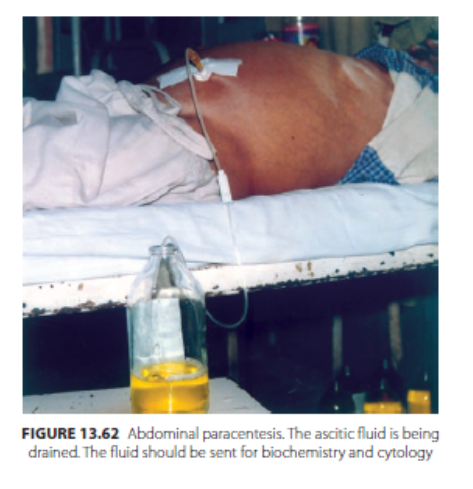 FIGURE 13.62 Abdominal paracentesis. The ascitic fluid is being
drained. The fluid should be sent for biochemistry and cytology